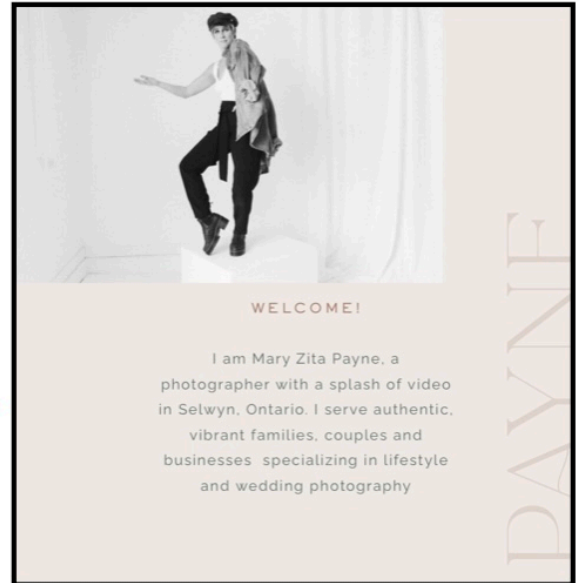 WELCOME!
I am Mary Zita Payne, a
photographer with a splash of video
in Selwyn, Ontario. I serve authentic,
vibrant families, couples and
businesses  specializing in lifestyle
and wedding photography
PAYNE